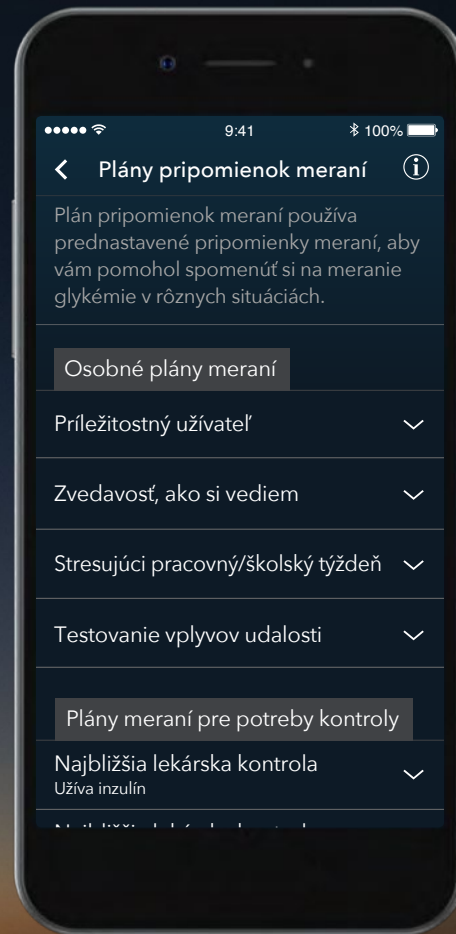 9:41
100%
Plány pripomienok meraní
Plán pripomienok meraní používa
prednastavené pripomienky meraní, aby
vám pomohol spomenúť si na meranie
glykémie v rôznych situáciách.
Osobné plány meraní
Príležitostný užívateľ
Zvedavosť, ako si vediem
Stresujúci pracovný/školský týždeň
Testovanie vplyvov udalosti
Plány meraní pre potreby kontroly
Najbližšia lekárska kontrola
Užíva inzulín